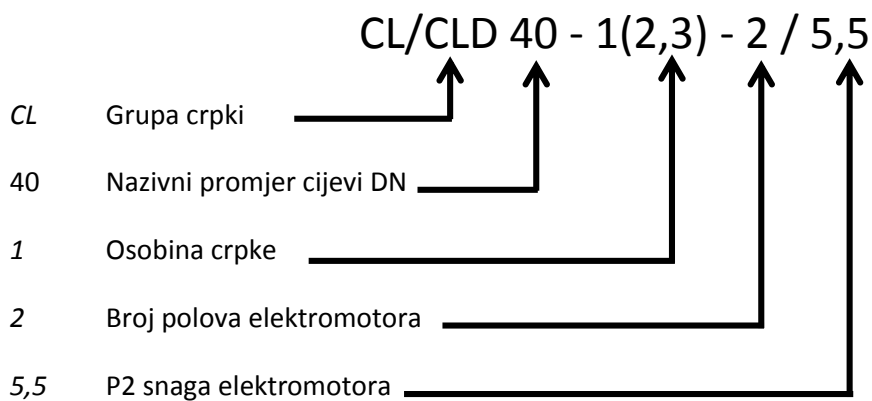 CL/CLD 40 - 1(2,3) - 2 / 5,5
CL Grupa crpki
40 Nazivni promjer cijevi DN
1 Osobina crpke
2 Broj polova elektromotora
5,5 P2 snaga elektromotora